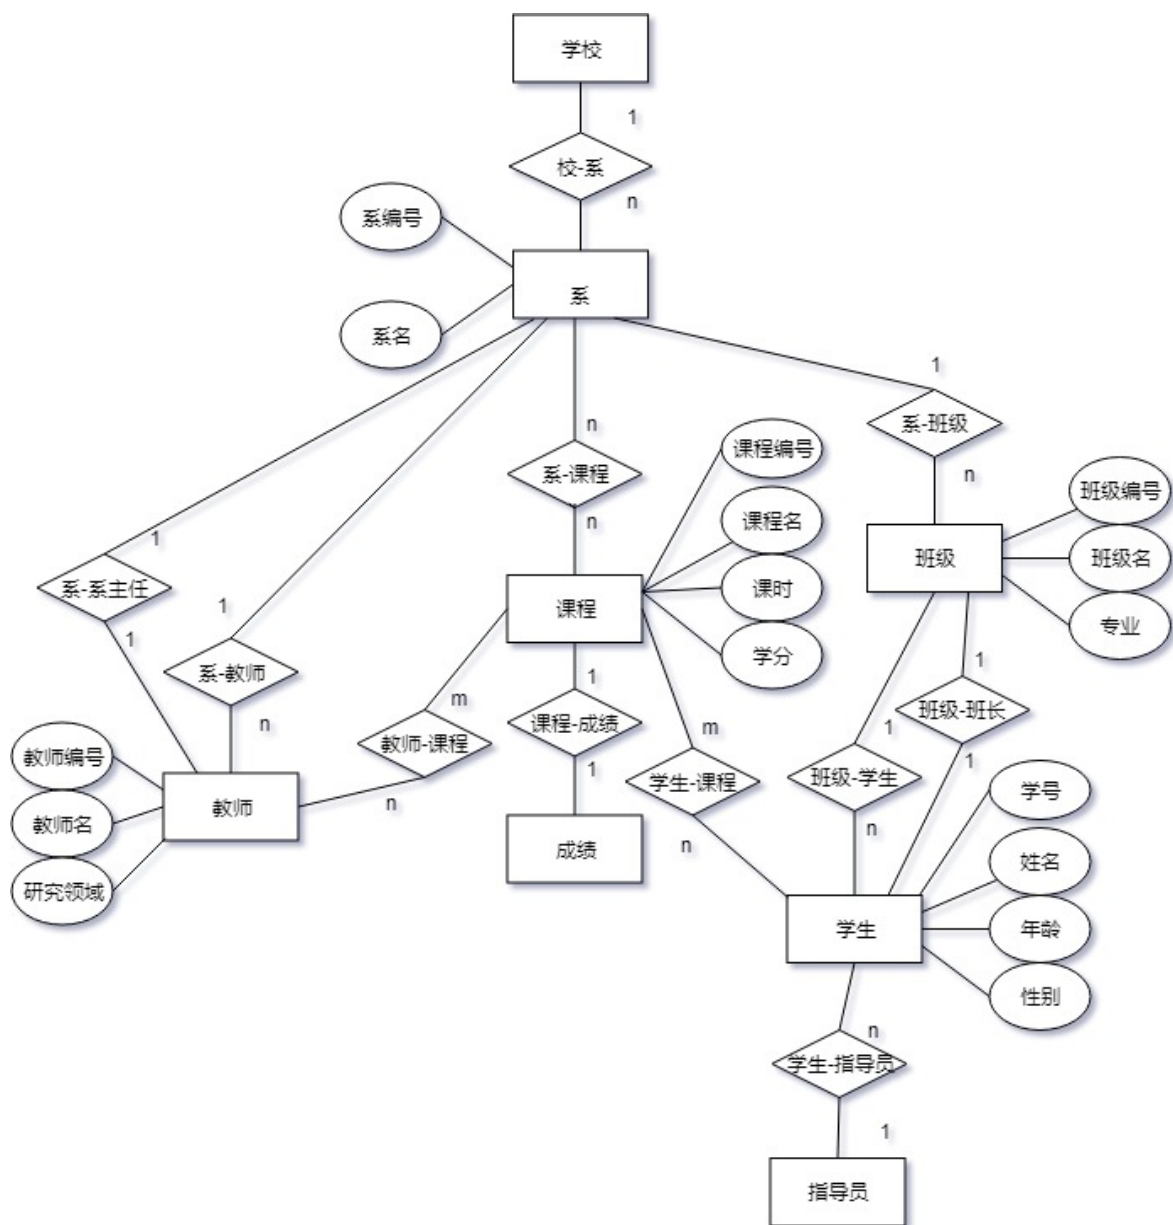 学校
1
校-系
n
系编号
系
系名
1
n
系-班级
课程编号
系-课程
n
班级编号
课程名
n
1
班级
班级名
系-系主任
课时
课程
1
1
专业
学分
系-教师
1
1
n
m
班级-班长
m
课程-成绩
1
教师-课程
教师编号
1
1
班级-学生
学生-课程
学号
n
教师
教师名
n
n
成绩
姓名
研究领域
学生
年龄
性别
n
学生-指导员
1
指导员